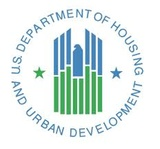 U.S. DEPARTMENT OF HOUSING
AND URBAN DEVELOPMENT